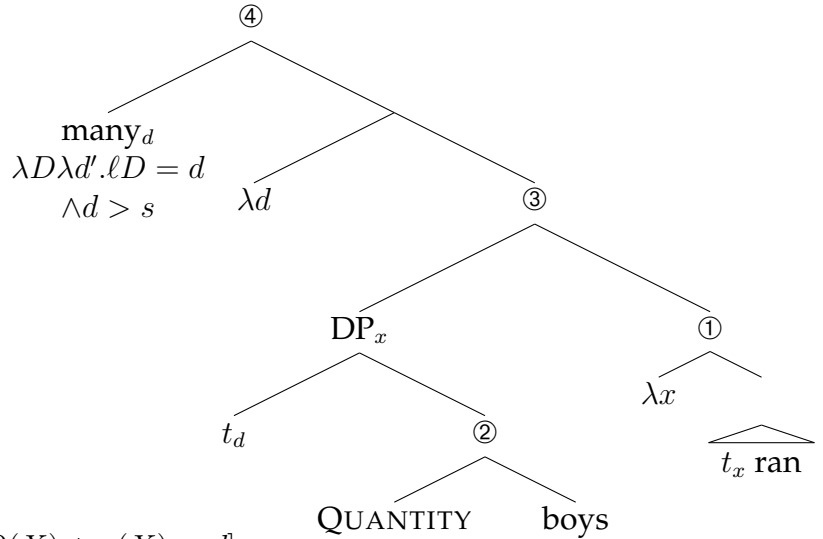 ④
many_d
λDλd′.ℓD = d
∧d > s
λd
③
DP_x
①
t_d
②
λx
t_x ran
QUANTITY boys